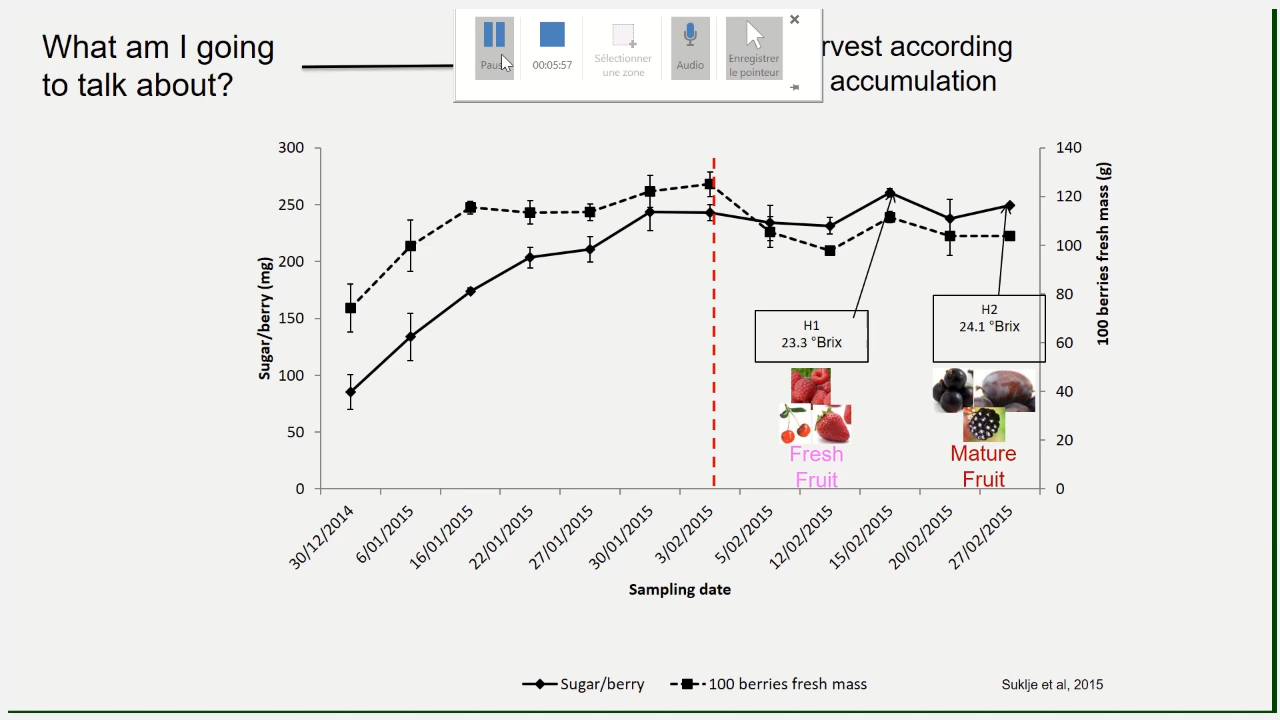 What am I going
to talk about?
Pause
00:05:57
Sélectionner
une zone
Audio
Enregistrer
le pointeur
rvest according
accumulation
300
250
200
150
100
50
0
Sugar/berry (mg)
140
120
100
80
60
40
20
0
100 berries fresh mass (g)
H1
23.3 °Brix
H2
24.1 °Brix
Fresh
Fruit
Mature
Fruit
30/12/2014
6/01/2015
16/01/2015
22/01/2015
27/01/2015
30/01/2015
3/02/2015
5/02/2015
12/02/2015
15/02/2015
20/02/2015
27/02/2015
Sampling date
Sugar/berry
100 berries fresh mass
Suklje et al, 2015